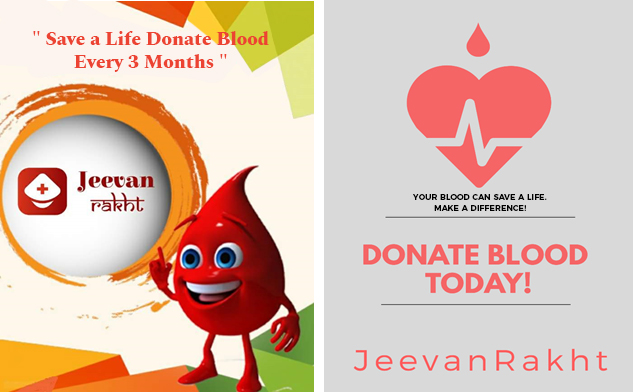 " Save a Life Donate Blood
Every 3 Months "
Jeevan
rakht
YOUR BLOOD CAN SAVE A LIFE.
MAKE A DIFFERENCE!
DONATE BLOOD
TODAY!
JeevanRakht